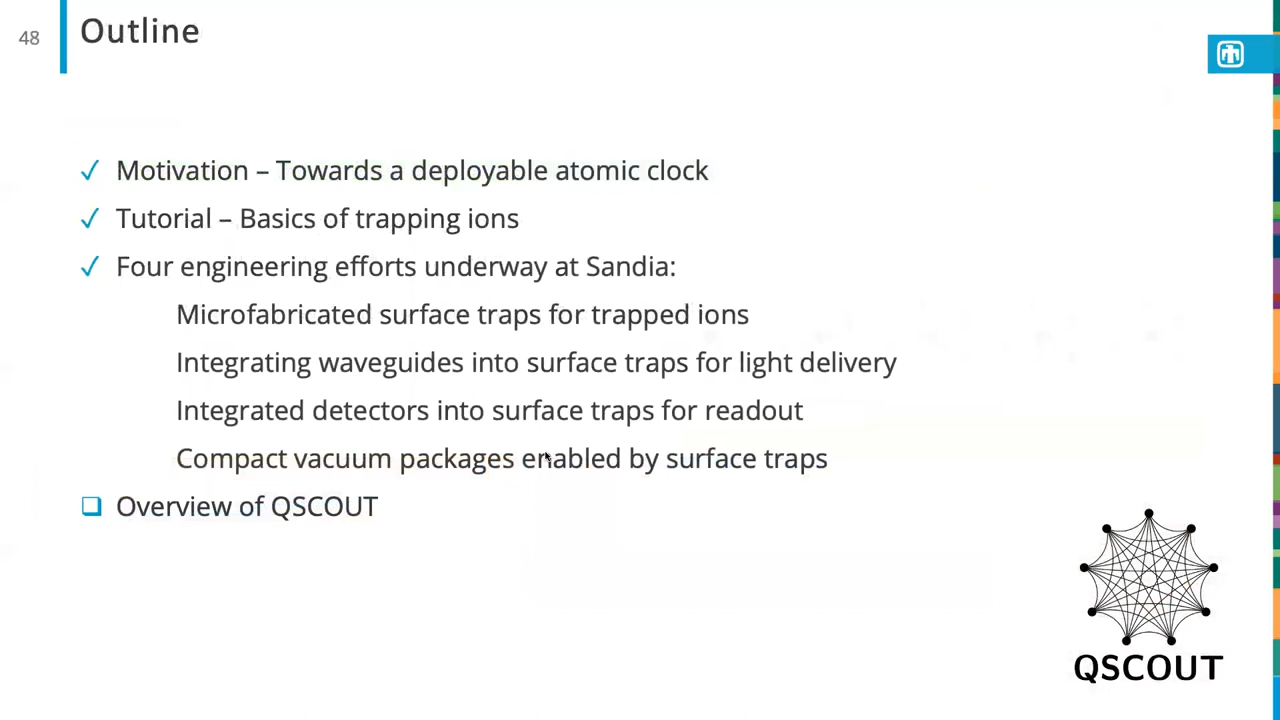 48
Outline
Motivation – Towards a deployable atomic clock
Tutorial – Basics of trapping ions
Four engineering efforts underway at Sandia:
Microfabricated surface traps for trapped ions
Integrating waveguides into surface traps for light delivery
Integrated detectors into surface traps for readout
Compact vacuum packages enabled by surface traps
Overview of QSCOUT
QSCOUT